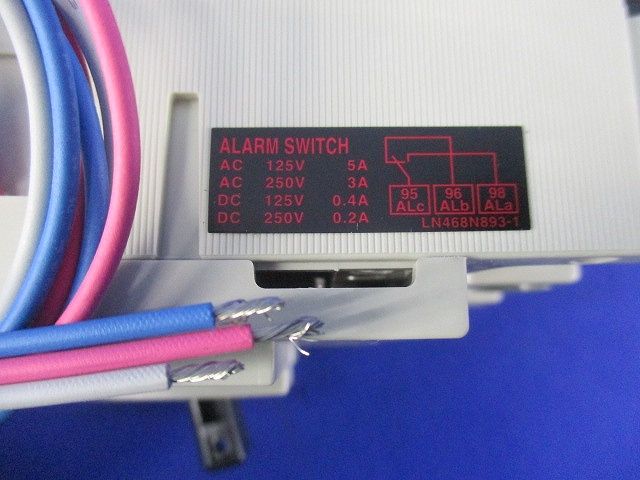 ALARM SWITCH
AC 125V 5A
AC 250V 3A
DC 125V 0.4A
DC 250V 0.2A
95 96 98
ALc ALb ALa
LN468N893-1